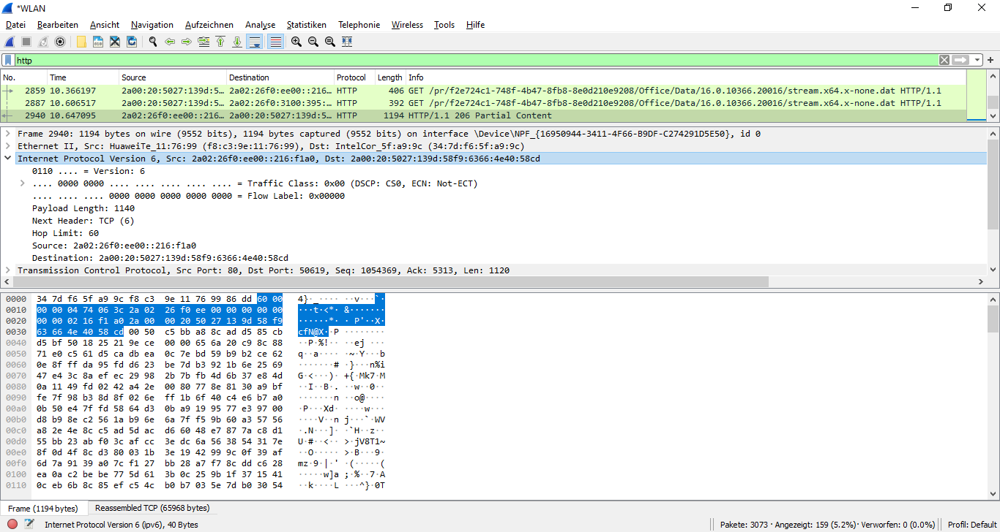 *WLAN
Datei Bearbeiten Ansicht Navigation Aufzeichnen Analyse Statistiken Telephonie Wireless Tools Hilfe
http
No. Time Source Destination Protocol Length Info
2859 10.366197 2a00:20:5027:139d:5… 2a02:26f0:ee00::216… HTTP 406 GET /pr/f2e724c1-748f-4b47-8fb8-8e0d210e9208/Office/Data/16.0.10366.20016/stream.x64.x-none.dat HTTP/1.1
2887 10.606517 2a00:20:5027:139d:5… 2a02:26f0:3100:395:… HTTP 392 GET /pr/f2e724c1-748f-4b47-8fb8-8e0d210e9208/Office/Data/16.0.10366.20016/stream.x64.x-none.dat HTTP/1.1
2940 10.647095 2a02:26f0:ee00::216… 2a00:20:5027:139d:5… HTTP 1194 HTTP/1.1 206 Partial Content
Frame 2940: 1194 bytes on wire (9552 bits), 1194 bytes captured (9552 bits) on interface \Device\NPF_{16950944-3411-4F66-B9DF-C274291D5E50}, id 0
Ethernet II, Src: HuaweiTe_11:76:99 (f8:c3:9e:11:76:99), Dst: IntelCor_5f:a9:9c (34:7d:f6:5f:a9:9c)
Internet Protocol Version 6, Src: 2a02:26f0:ee00::216:f1a0, Dst: 2a00:20:5027:139d:58f9:6366:4e40:58cd
0110 .... = Version: 6
.... 0000 0000 .... .... .... .... .... = Traffic Class: 0x00 (DSCP: CS0, ECN: Not-ECT)
.... .... .... 0000 0000 0000 0000 0000 = Flow Label: 0x00000
Payload Length: 1140
Next Header: TCP (6)
Hop Limit: 60
Source: 2a02:26f0:ee00::216:f1a0
Destination: 2a00:20:5027:139d:58f9:6366:4e40:58cd
Transmission Control Protocol, Src Port: 80, Dst Port: 50619, Seq: 1054369, Ack: 5313, Len: 1120
0000 34 7d f6 5f a9 9c f8 c3 9e 11 76 99 86 dd 60 00 4}·_···· ··v···`·
0010 00 00 04 74 06 3c 2a 02 26 f0 ee 00 00 00 00 00 ···t·<*· &·······
0020 00 00 02 16 f1 a0 2a 00 00 20 50 27 13 9d 58 f9 ······*· · P'··X·
0030 63 66 4e 40 58 cd 00 50 c5 bb a8 8c ad d5 85 cb cfN@X··P ········
0040 d5 bf 50 18 25 21 9e ce 00 00 65 6a 20 c9 8c 88 ··P·%!·· ··ej ···
0050 71 e0 c5 61 d5 ca db ea 0c 7e bd 59 b9 b2 ce 62 q··a···· ·~·Y···b
0060 0e 8f ff da 95 fd d6 23 be 7d b3 92 1b 6e 25 69 ·······# ·}···n%i
0070 47 e4 3c 8a ef ec 29 98 2b 7b fb 4d 6b 37 e8 4d G·<···)· +{·Mk7·M
0080 0a 11 49 fd 02 42 a4 2e 00 80 77 8e 81 30 a9 bf ··I··B·. ··w··0··
0090 fe 7f 98 b3 8d 8f 02 6e ff 1b 6f 40 c4 e6 b7 a0 ·······n ··o@····
00a0 0b 50 e4 7f fd 58 64 d3 0b a9 19 95 77 e3 97 00 ·P···Xd· ····w···
00b0 d8 b9 8e c2 56 1a b9 6e 6a 7f f5 9b 60 a3 57 56 ····V··n j···`·WV
00c0 a8 2e 4e 8c c5 ad 5d ac d6 60 48 e7 87 7a c8 d1 ·.N···]· ·`H··z··
00d0 55 bb 23 ab f0 3c af cc 3e dc 6a 56 38 54 31 7e U·#··<·· >·jV8T1~
00e0 8f 0d 4f 8c d3 80 03 1b 3e 19 42 99 9c 0f 39 af ··O····· >·B···9·
00f0 6d 7a 91 39 a0 7c f1 27 bb 28 a7 f7 8c dd c6 28 mz·9·|·' ·(·····(
0100 ea 0a c2 be be 77 5d 61 3b 0c 25 9b 1f 37 15 41 ·····w]a ;·%··7·A
0110 0c eb 6b 8c 85 ef c5 4c b0 b7 03 5e 7d b0 30 54 ··k····L ···^}·0T
Frame (1194 bytes) Reassembled TCP (65968 bytes)
Internet Protocol Version 6 (ipv6), 40 Bytes Pakete: 3073 · Angezeigt: 159 (5.2%) · Verworfen: 0 (0.0%) Profil: Default